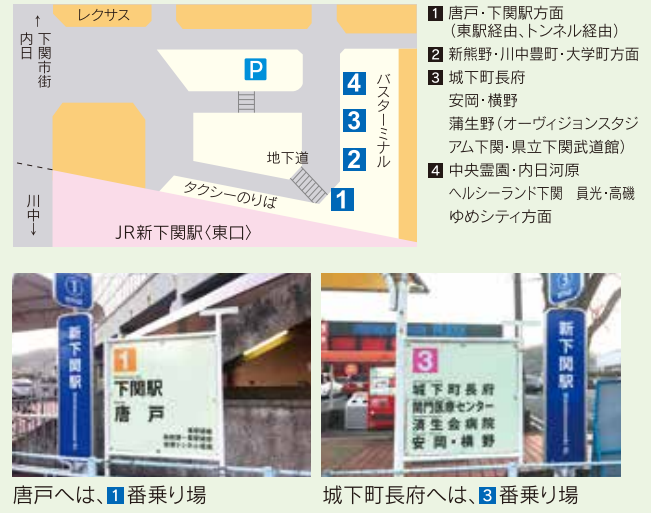 レクサス
↑下関市街
内日
川中↓
P
バスターミナル
4
3
2
1
地下道
タクシーのりば
JR新下関駅〈東口〉
1 唐戸・下関駅方面
（東駅経由、トンネル経由）
2 新熊野・川中豊町・大学町方面
3 城下町長府
安岡・横野
蒲生野（オーヴィジョンスタジ
アム下関・県立下関武道館）
4 中央霊園・内日河原
ヘルシーランド下関 員光・高磯
ゆめシティ方面
1
新下関駅
1
下関駅
唐戸
3
城下町長府
関門医療センター
済生会病院
安岡・横野
3
新下関駅
唐戸へは、1番乗り場
城下町長府へは、3番乗り場